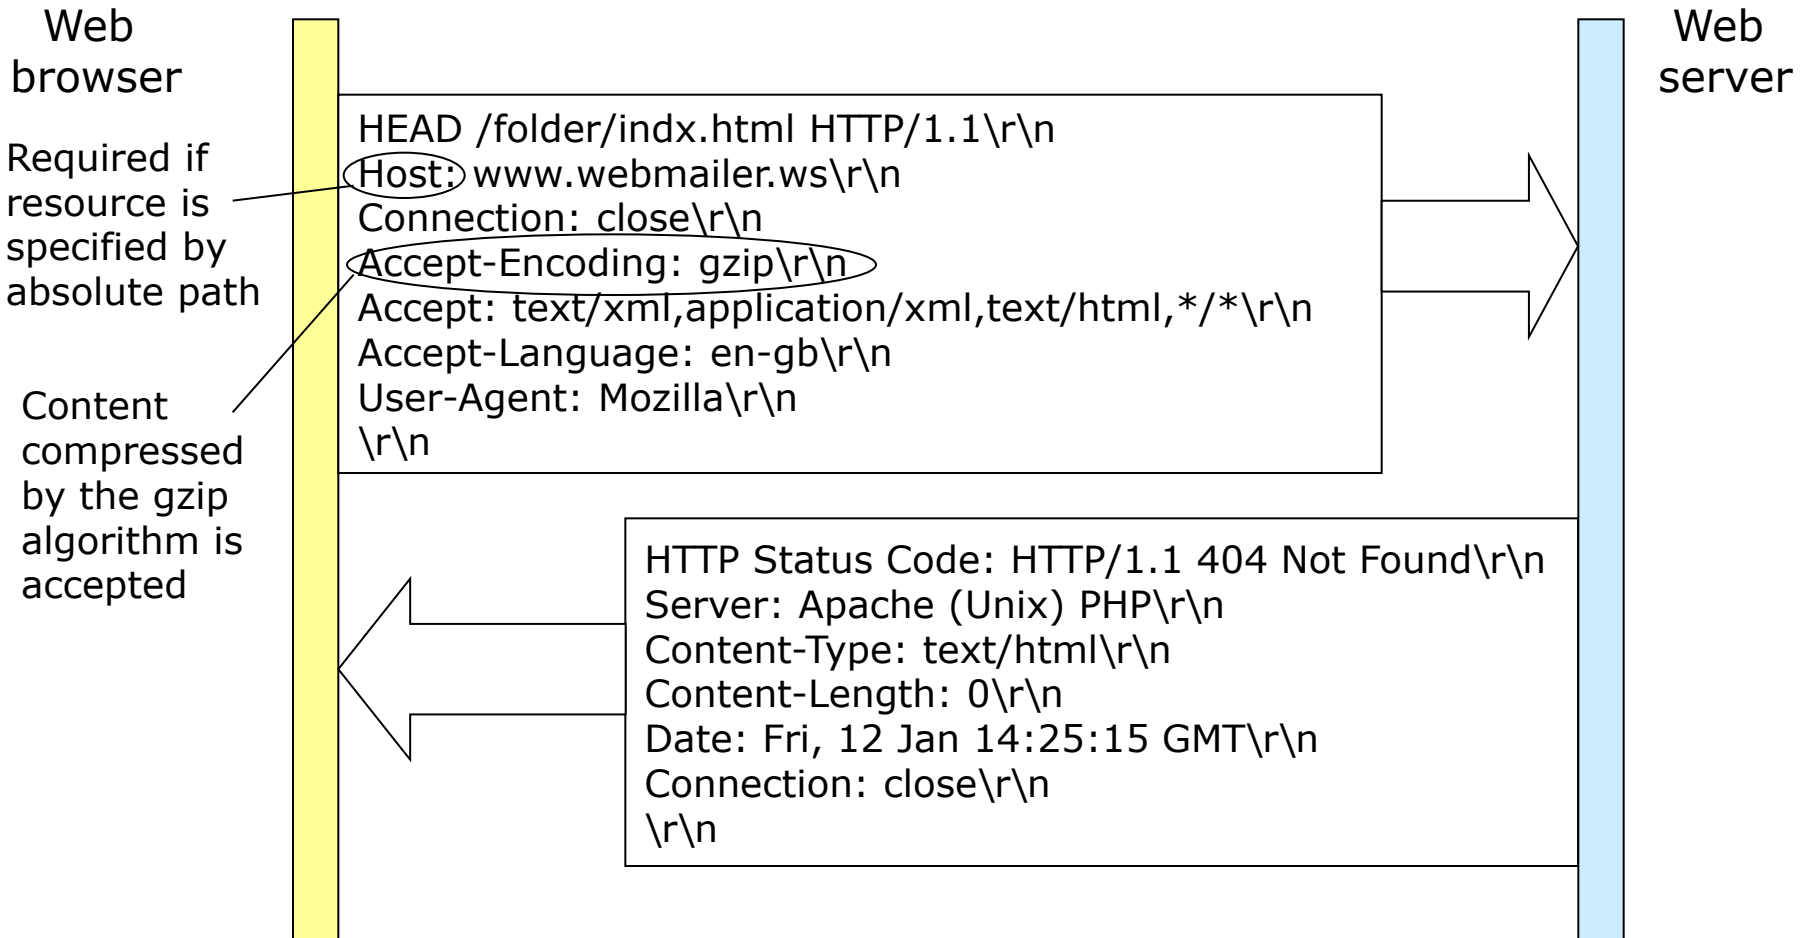 Web
browser
Web
server
Required if
resource is
specified by
absolute path
Content
compressed
by the gzip
algorithm is
accepted
HEAD /folder/indx.html HTTP/1.1\r\n
Host: www.webmailer.ws\r\n
Connection: close\r\n
Accept-Encoding: gzip\r\n
Accept: text/xml,application/xml,text/html,*/*\r\n
Accept-Language: en-gb\r\n
User-Agent: Mozilla\r\n
\r\n
HTTP Status Code: HTTP/1.1 404 Not Found\r\n
Server: Apache (Unix) PHP\r\n
Content-Type: text/html\r\n
Content-Length: 0\r\n
Date: Fri, 12 Jan 14:25:15 GMT\r\n
Connection: close\r\n
\r\n